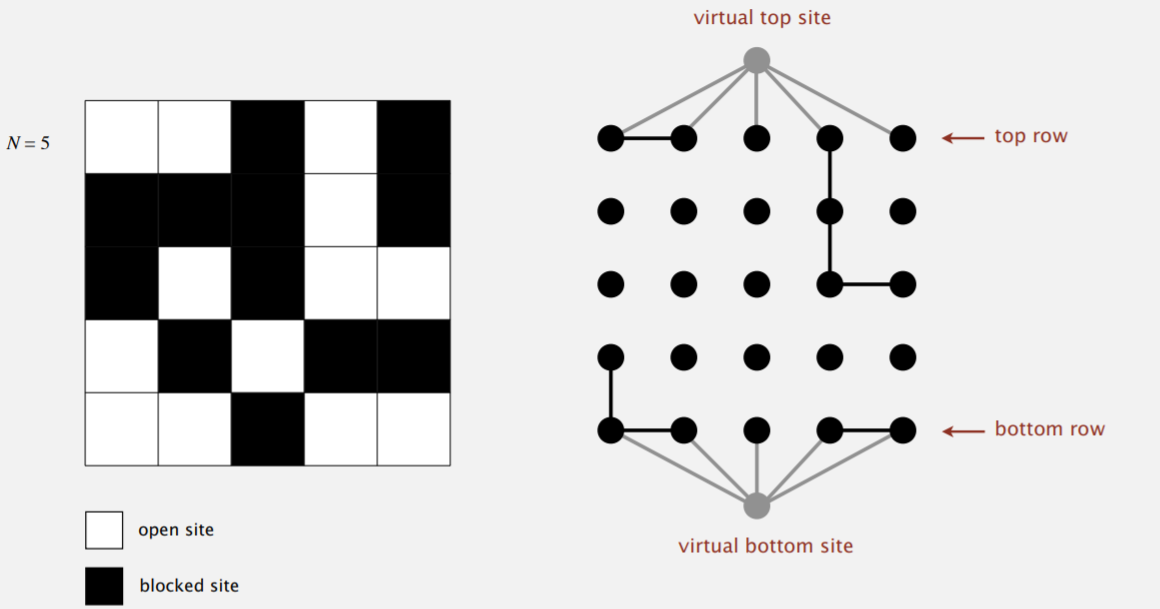 virtual top site
N = 5
top row
bottom row
open site
virtual bottom site
blocked site